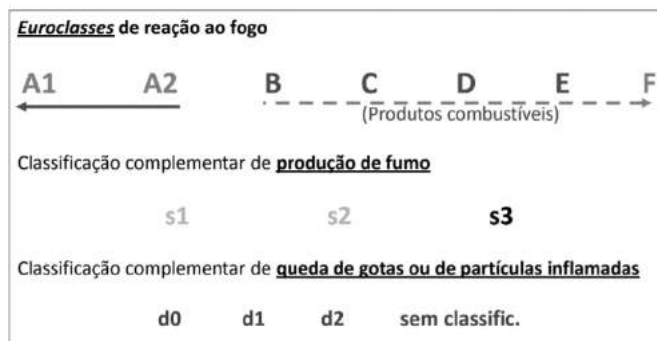 Euroclasses de reação ao fogo
A1 A2 B C D E F
(Produtos combustíveis)
Classificação complementar de produção de fumo
s1 s2 s3
Classificação complementar de queda de gotas ou de partículas inflamadas
d0 d1 d2 sem classific.